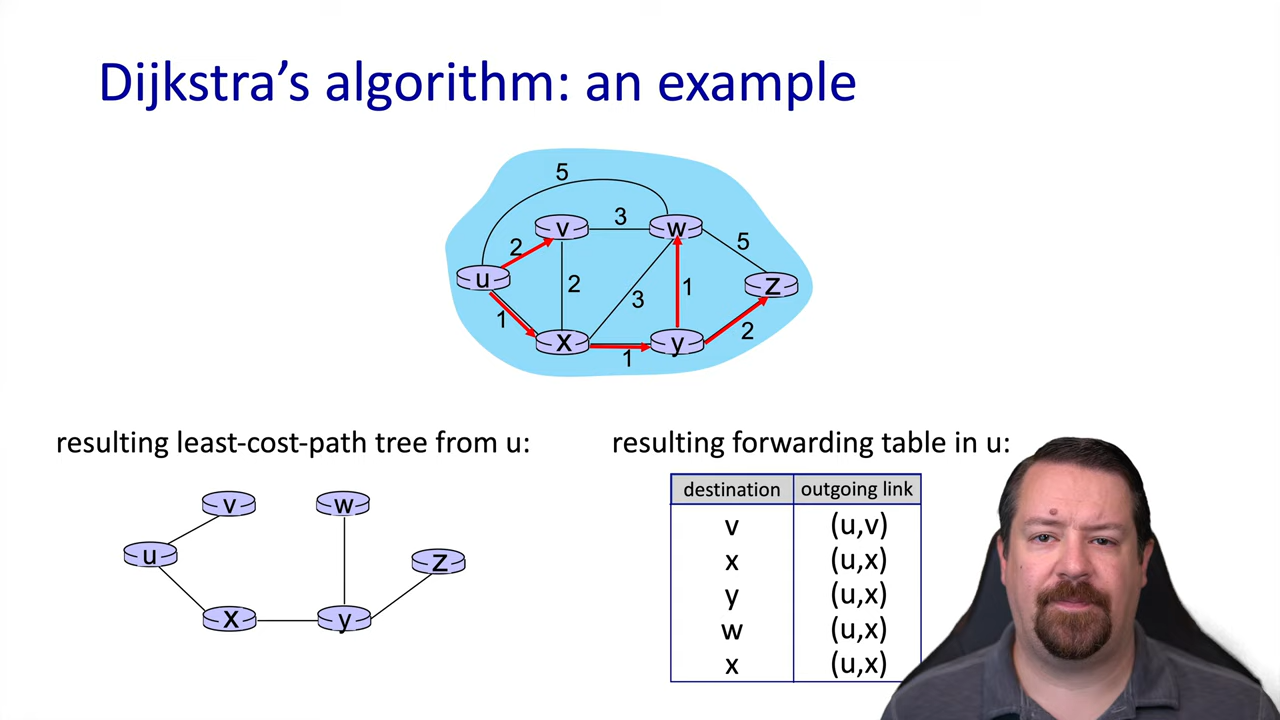 Dijkstra's algorithm: an example
5
v
3
w
2
5
u
2
3
1
z
1
x
1
y
2
resulting least-cost-path tree from u:
v
w
u
z
x
y
resulting forwarding table in u:
destination outgoing link
v (u,v)
x (u,x)
y (u,x)
w (u,x)
x (u,x)